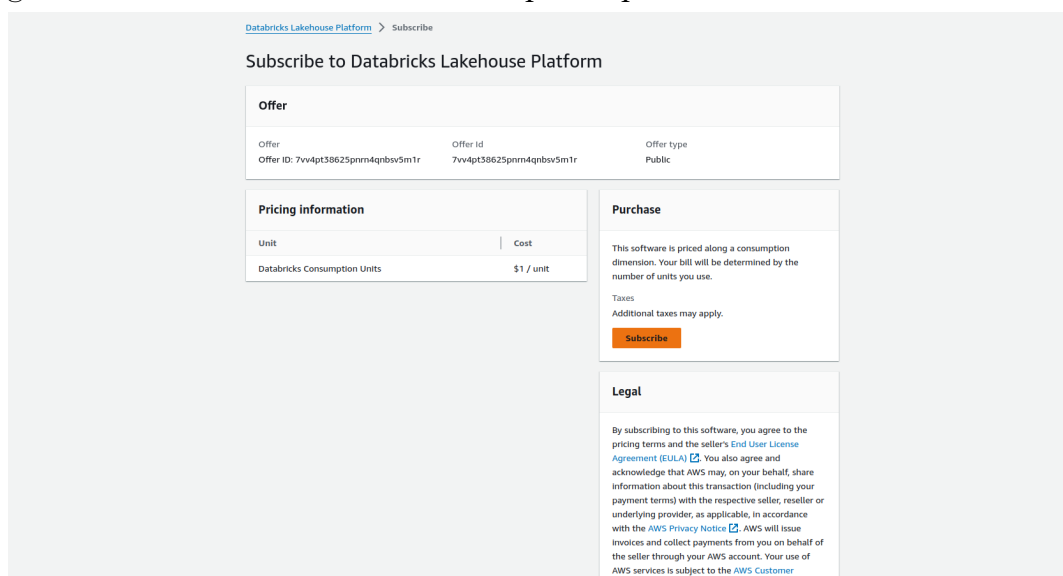 Databricks Lakehouse Platform > Subscribe
Subscribe to Databricks Lakehouse Platform
Offer
Offer Offer Id Offer type
Offer ID: 7vv4pt38625pnrn4qnbsv5m1r 7vv4pt38625pnrn4qnbsv5m1r Public
Pricing information
Unit Cost
Databricks Consumption Units $1 / unit
Purchase
This software is priced along a consumption
dimension. Your bill will be determined by the
number of units you use.
Taxes
Additional taxes may apply.
Subscribe
Legal
By subscribing to this software, you agree to the
pricing terms and the seller's End User License
Agreement (EULA). You also agree and
acknowledge that AWS may, on your behalf, share
information about this transaction (including your
payment terms) with the respective seller, reseller or
underlying provider, as applicable, in accordance
with the AWS Privacy Notice. AWS will issue
invoices and collect payments from you on behalf of
the seller through your AWS account. Your use of
AWS services is subject to the AWS Customer